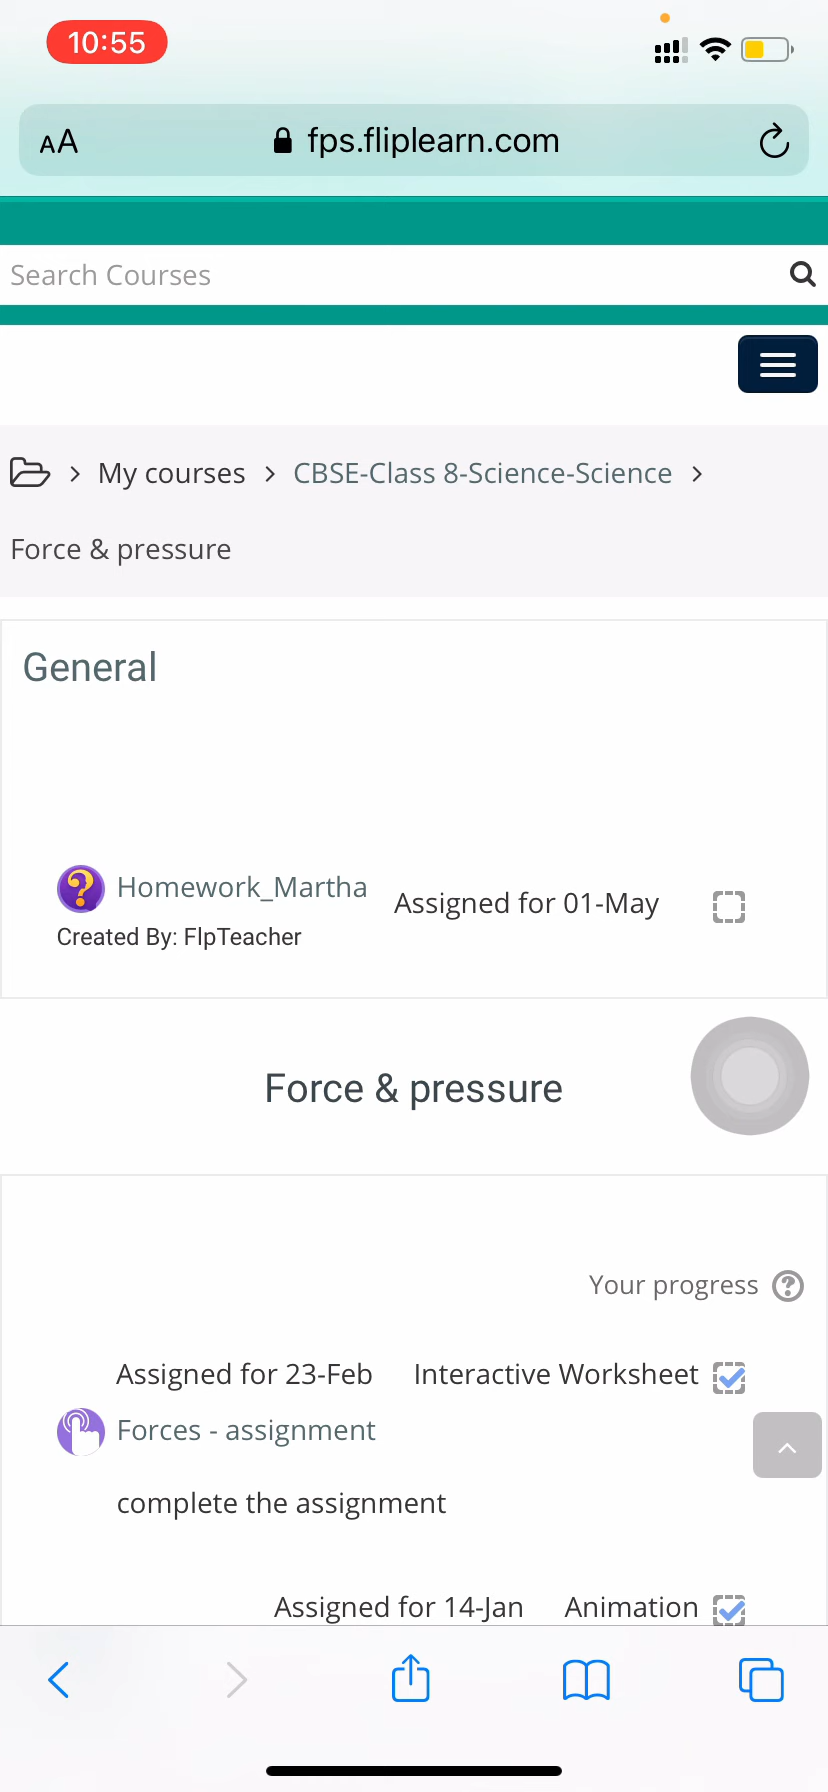 10:55
AA fps.fliplearn.com
Search Courses
My courses > CBSE-Class 8-Science-Science >
Force & pressure
General
Homework_Martha
Assigned for 01-May
Created By: FlpTeacher
Force & pressure
Your progress
Assigned for 23-Feb Interactive Worksheet
Forces - assignment
complete the assignment
Assigned for 14-Jan Animation